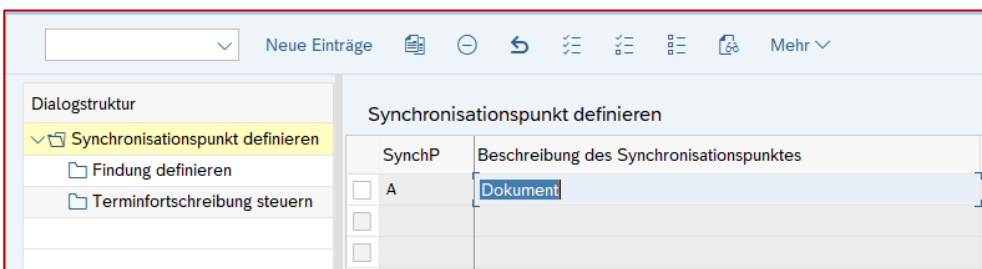 Neue Einträge Mehr
Dialogstruktur
Synchronisationspunkt definieren
Findung definieren
Terminfortschreibung steuern
Synchronisationspunkt definieren
SynchP Beschreibung des Synchronisationspunktes
A Dokument